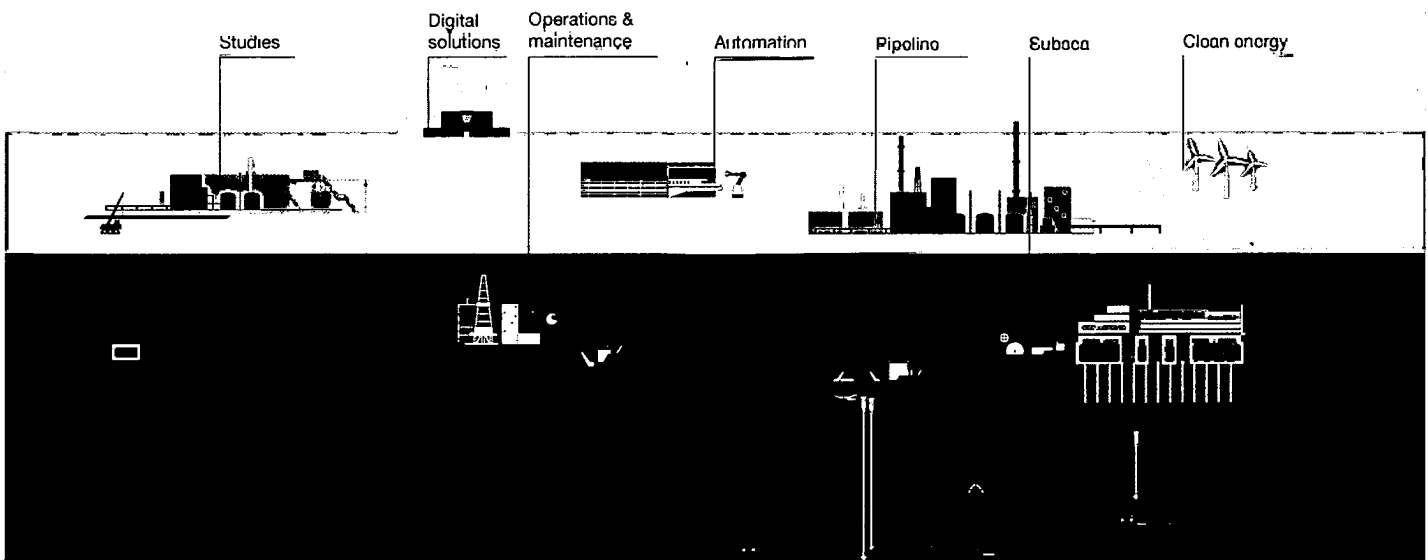 Studies
Digital
solutions
Operations &
maintenance
Automation
Pipeline
Subsea
Clean energy